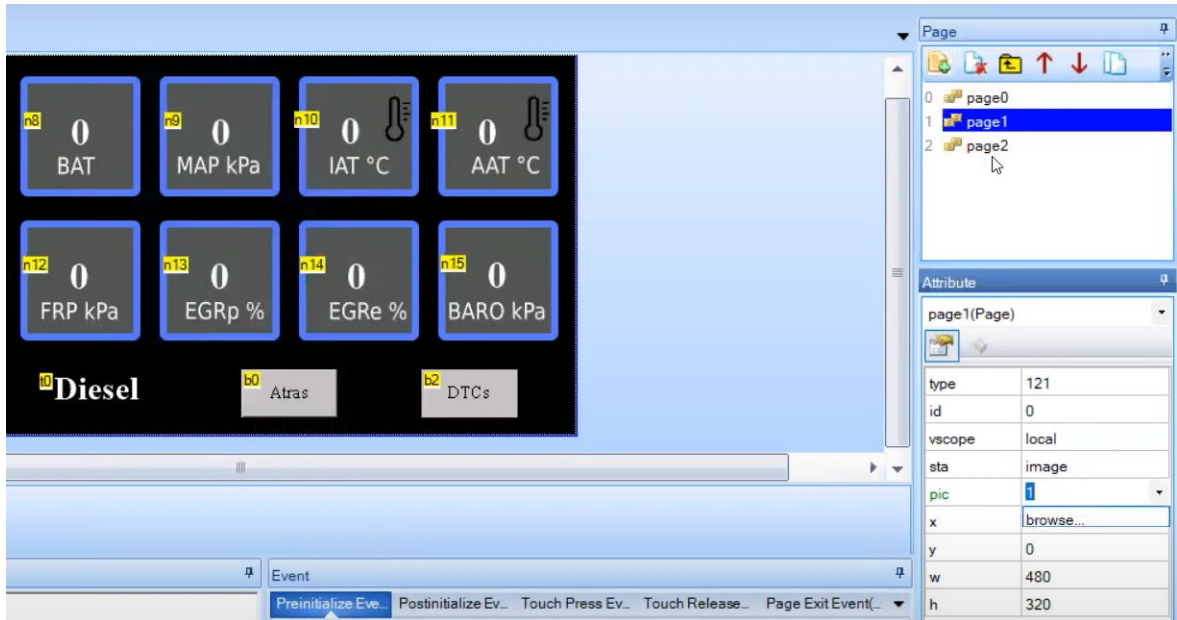 Page
0 page0
1 page1
2 page2
n8 0 BAT
n9 0 MAP kPa
n10 0 IAT °C
n11 0 AAT °C
n12 0 FRP kPa
n13 0 EGRp %
n14 0 EGRe %
n15 0 BARO kPa
t0 Diesel
b0 Atras
b2 DTCs
Attribute
page1(Page)
type 121
id 0
vscope local
sta image
pic 1
x browse...
y 0
w 480
h 320
Event
Preinitialize Eve... Postinitialize Ev... Touch Press Ev... Touch Release... Page Exit Event(...